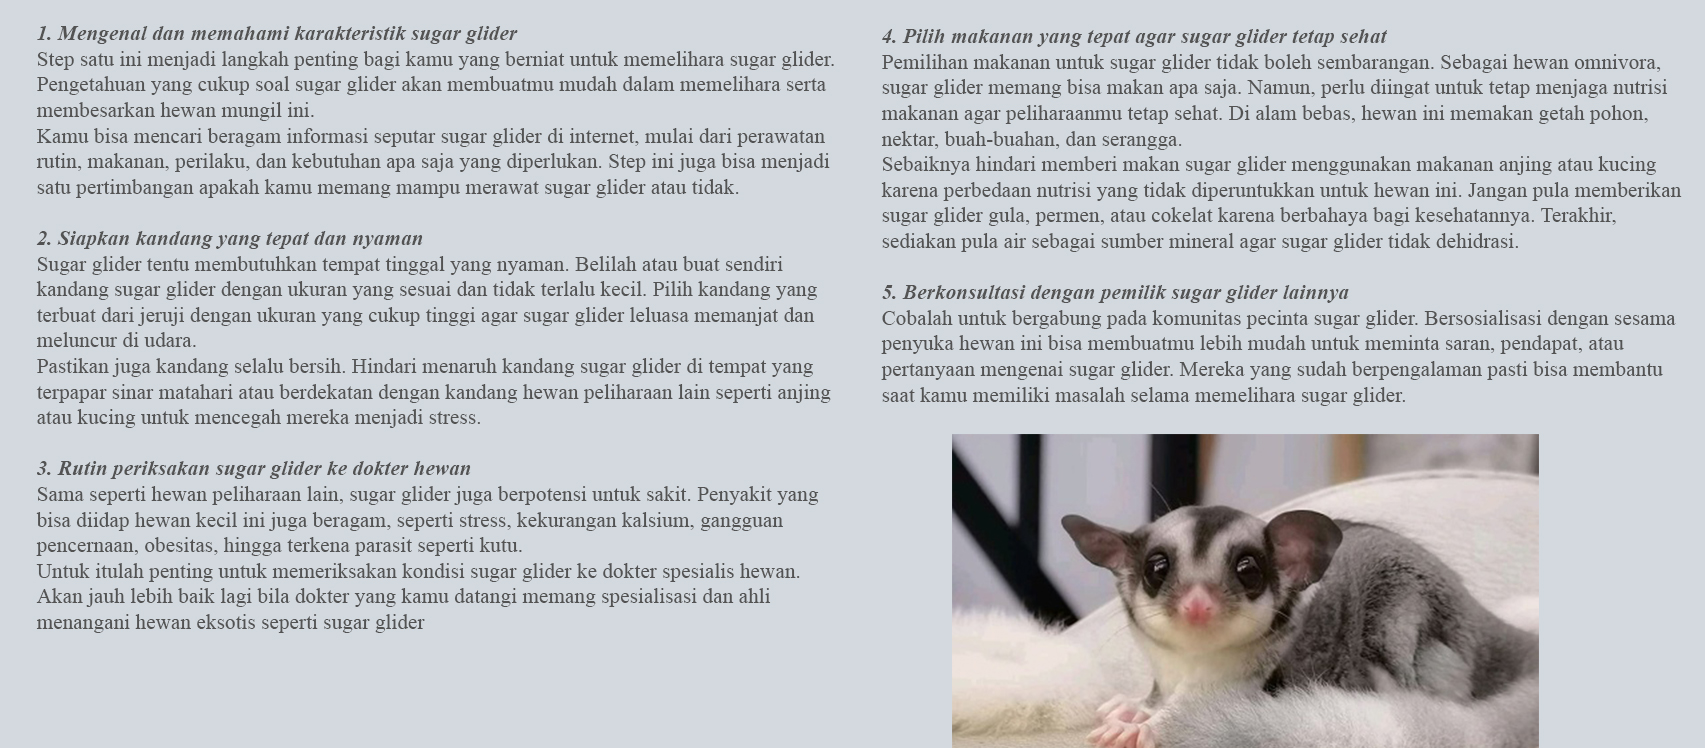 1. Mengenal dan memahami karakteristik sugar glider
Step satu ini menjadi langkah penting bagi kamu yang berniat untuk memelihara sugar glider.
Pengetahuan yang cukup soal sugar glider akan membuatmu mudah dalam memelihara serta
membesarkan hewan mungil ini.
Kamu bisa mencari beragam informasi seputar sugar glider di internet, mulai dari perawatan
rutin, makanan, perilaku, dan kebutuhan apa saja yang diperlukan. Step ini juga bisa menjadi
satu pertimbangan apakah kamu memang mampu merawat sugar glider atau tidak.
2. Siapkan kandang yang tepat dan nyaman
Sugar glider tentu membutuhkan tempat tinggal yang nyaman. Belilah atau buat sendiri
kandang sugar glider dengan ukuran yang sesuai dan tidak terlalu kecil. Pilih kandang yang
terbuat dari jeruji dengan ukuran yang cukup tinggi agar sugar glider leluasa memanjat dan
meluncur di udara.
Pastikan juga kandang selalu bersih. Hindari menaruh kandang sugar glider di tempat yang
terpapar sinar matahari atau berdekatan dengan kandang hewan peliharaan lain seperti anjing
atau kucing untuk mencegah mereka menjadi stress.
3. Rutin periksakan sugar glider ke dokter hewan
Sama seperti hewan peliharaan lain, sugar glider juga berpotensi untuk sakit. Penyakit yang
bisa diidap hewan kecil ini juga beragam, seperti stress, kekurangan kalsium, gangguan
pencernaan, obesitas, hingga terkena parasit seperti kutu.
Untuk itulah penting untuk memeriksakan kondisi sugar glider ke dokter spesialis hewan.
Akan jauh lebih baik lagi bila dokter yang kamu datangi memang spesialisasi dan ahli
menangani hewan eksotis seperti sugar glider
4. Pilih makanan yang tepat agar sugar glider tetap sehat
Pemilihan makanan untuk sugar glider tidak boleh sembarangan. Sebagai hewan omnivora,
sugar glider memang bisa makan apa saja. Namun, perlu diingat untuk tetap menjaga nutrisi
makanan agar peliharaanmu tetap sehat. Di alam bebas, hewan ini memakan getah pohon,
nektar, buah-buahan, dan serangga.
Sebaiknya hindari memberi makan sugar glider menggunakan makanan anjing atau kucing
karena perbedaan nutrisi yang tidak diperuntukkan untuk hewan ini. Jangan pula memberikan
sugar glider gula, permen, atau cokelat karena berbahaya bagi kesehatannya. Terakhir,
sediakan pula air sebagai sumber mineral agar sugar glider tidak dehidrasi.
5. Berkonsultasi dengan pemilik sugar glider lainnya
Cobalah untuk bergabung pada komunitas pecinta sugar glider. Bersosialisasi dengan sesama
penyuka hewan ini bisa membuatmu lebih mudah untuk meminta saran, pendapat, atau
pertanyaan mengenai sugar glider. Mereka yang sudah berpengalaman pasti bisa membantu
saat kamu memiliki masalah selama memelihara sugar glider.